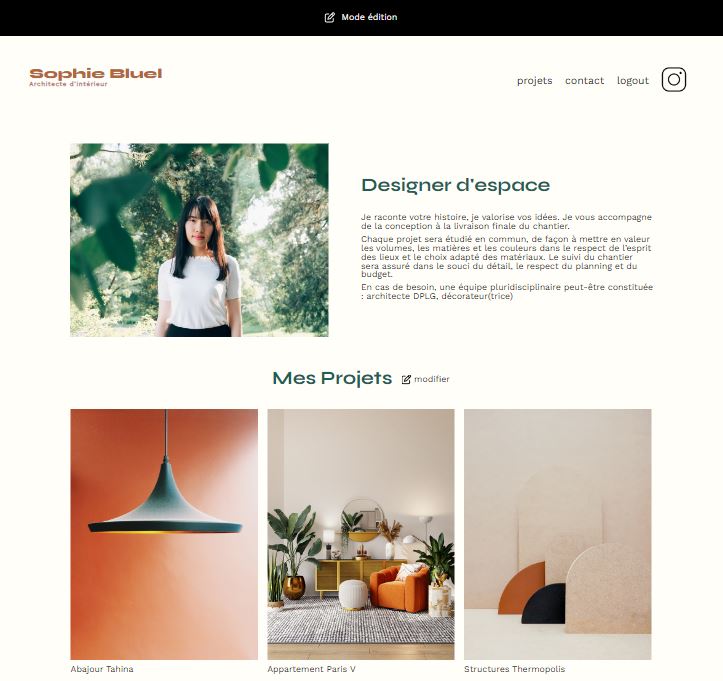 Mode édition
Sophie Bluel
Architecte d'intérieur
projets contact logout
Designer d'espace
Je raconte votre histoire, je valorise vos idées. Je vous accompagne
de la conception à la livraison finale du chantier.
Chaque projet sera étudié en commun, de façon à mettre en valeur
les volumes, les matières et les couleurs dans le respect de l'esprit
des lieux et le choix adapté des matériaux. Le suivi du chantier
sera assuré dans le souci du détail, le respect du planning et du
budget.
En cas de besoin, une équipe pluridisciplinaire peut-être constituée
: architecte DPLG, décorateur(trice)
Mes Projets modifier
Abajour Tahina
Appartement Paris V
Structures Thermopolis